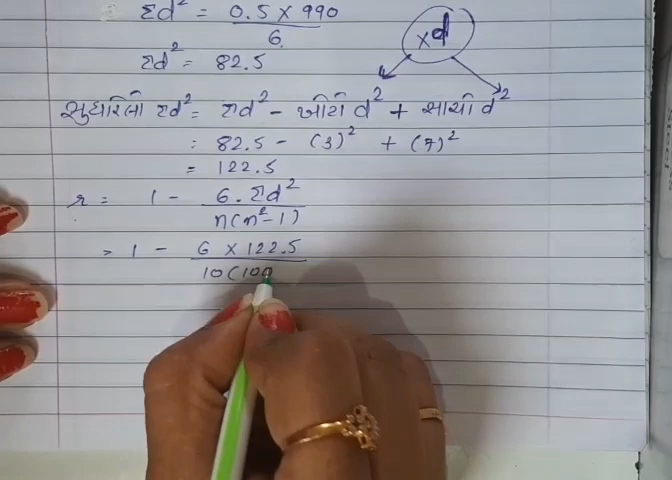 Σd² = 0.5 × 990 / 6
Σd² = 82.5
xd
સુધારેલો Σd² = Σd² - ખોટો d² + સાચો d²
= 82.5 - (3)² + (7)²
= 122.5
r = 1 - 6.Σd² / n(n²-1)
= 1 - 6 × 122.5 / 10(100